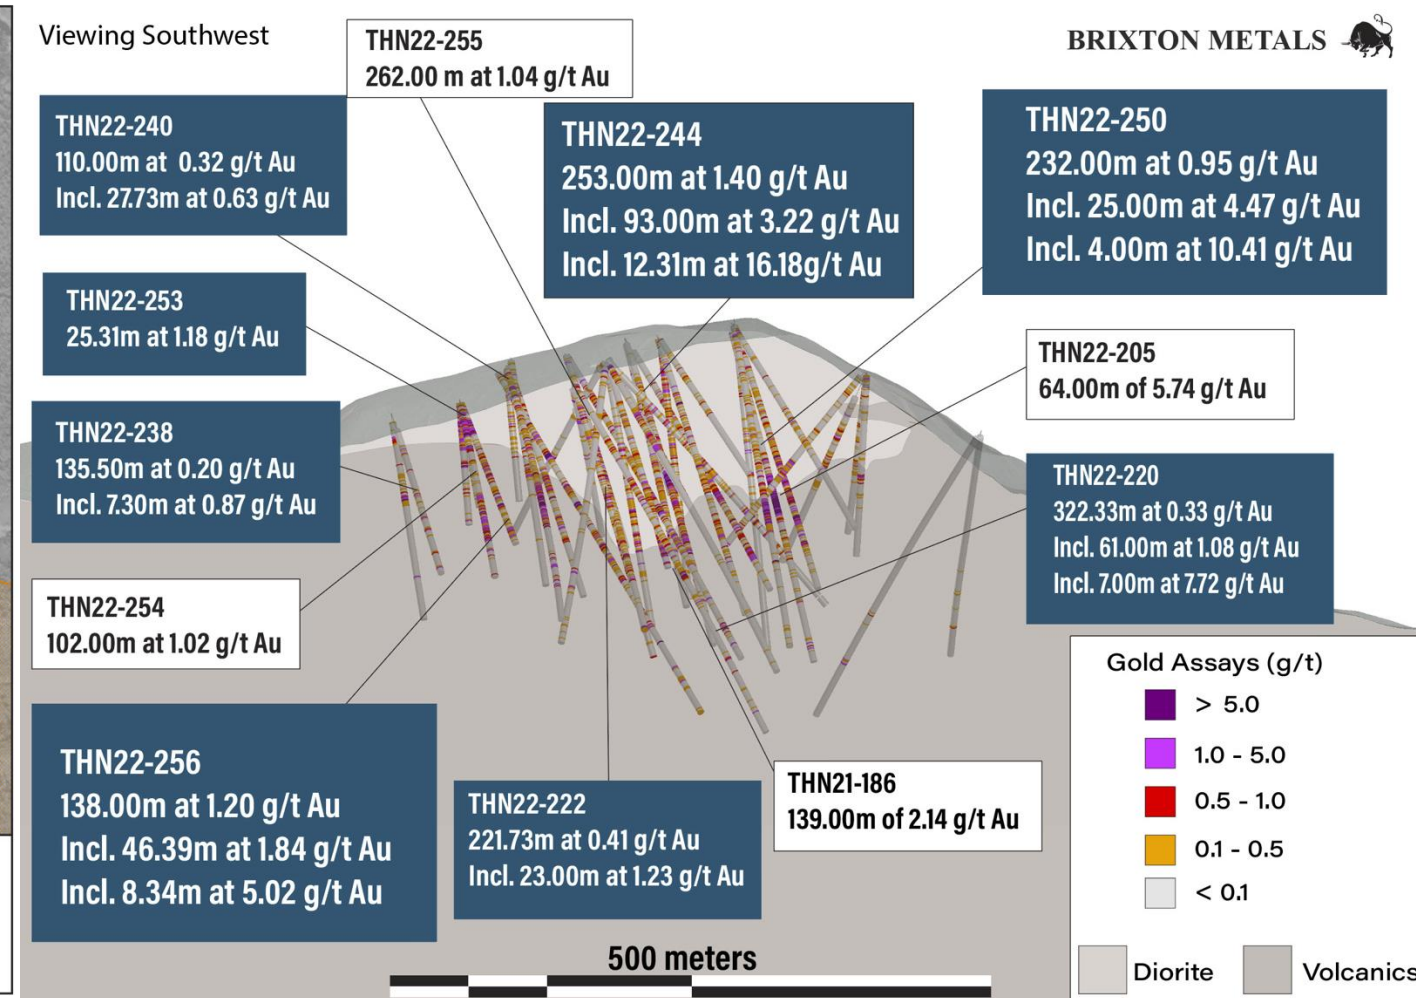 Viewing Southwest
BRIXTON METALS
THN22-255
262.00 m at 1.04 g/t Au
THN22-240
110.00m at 0.32 g/t Au
Incl. 27.73m at 0.63 g/t Au
THN22-244
253.00m at 1.40 g/t Au
Incl. 93.00m at 3.22 g/t Au
Incl. 12.31m at 16.18g/t Au
THN22-250
232.00m at 0.95 g/t Au
Incl. 25.00m at 4.47 g/t Au
Incl. 4.00m at 10.41 g/t Au
THN22-253
25.31m at 1.18 g/t Au
THN22-205
64.00m of 5.74 g/t Au
THN22-238
135.50m at 0.20 g/t Au
Incl. 7.30m at 0.87 g/t Au
THN22-220
322.33m at 0.33 g/t Au
Incl. 61.00m at 1.08 g/t Au
Incl. 7.00m at 7.72 g/t Au
THN22-254
102.00m at 1.02 g/t Au
THN22-256
138.00m at 1.20 g/t Au
Incl. 46.39m at 1.84 g/t Au
Incl. 8.34m at 5.02 g/t Au
THN22-222
221.73m at 0.41 g/t Au
Incl. 23.00m at 1.23 g/t Au
THN21-186
139.00m of 2.14 g/t Au
Gold Assays (g/t)
> 5.0
1.0 - 5.0
0.5 - 1.0
0.1 - 0.5
< 0.1
Diorite
Volcanics
500 meters